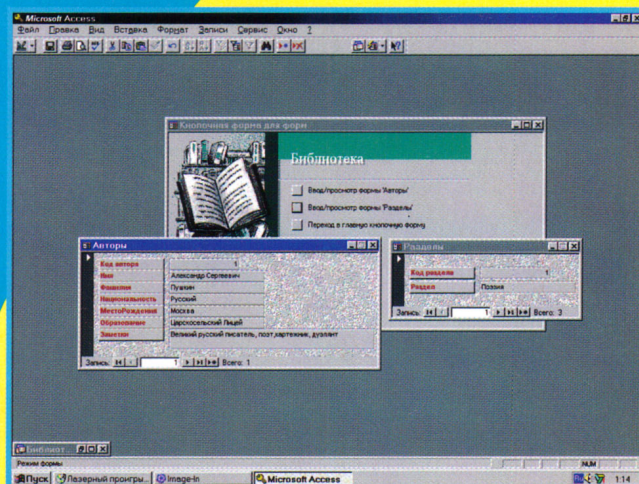 Microsoft Access
Файл Правка Вид Вставка Формат Записи Сервис Окно ?
Кнопочная форма для форм
Библиотека
Ввод/просмотр формы 'Авторы'
Ввод/просмотр формы 'Разделы'
Переход в главную кнопочную форму
Авторы
Код автора 1
Имя Александр Сергеевич
Фамилия Пушкин
Национальность Русский
МестоРождения Москва
Образование Царскосельский Лицей
Заметки Великий русский писатель, поэт,картежник, дуэлянт
Запись: 1 Всего: 1
Разделы
Код раздела 1
Раздел Поэзия
Запись: 1 Всего: 3
Библиот...
Режим формы NUM
Пуск Лазерный проигры... Image-In Microsoft Access Ru 1:14